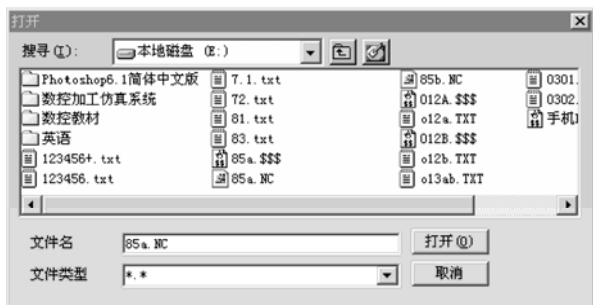 打开
搜寻(I): 本地磁盘 (E:)
Photoshop6.1简体中文版
数控加工仿真系统
数控教材
英语
123456+.txt
123456.txt
7.1.txt
72.txt
81.txt
83.txt
85a.$$$
85a.NC
85b.NC
012A.$$$
o12a.TXT
012B.$$$
o12b.TXT
o13ab.TXT
0301.
0302.
手机
文件名 85a.NC 打开(O)
文件类型 *.* 取消